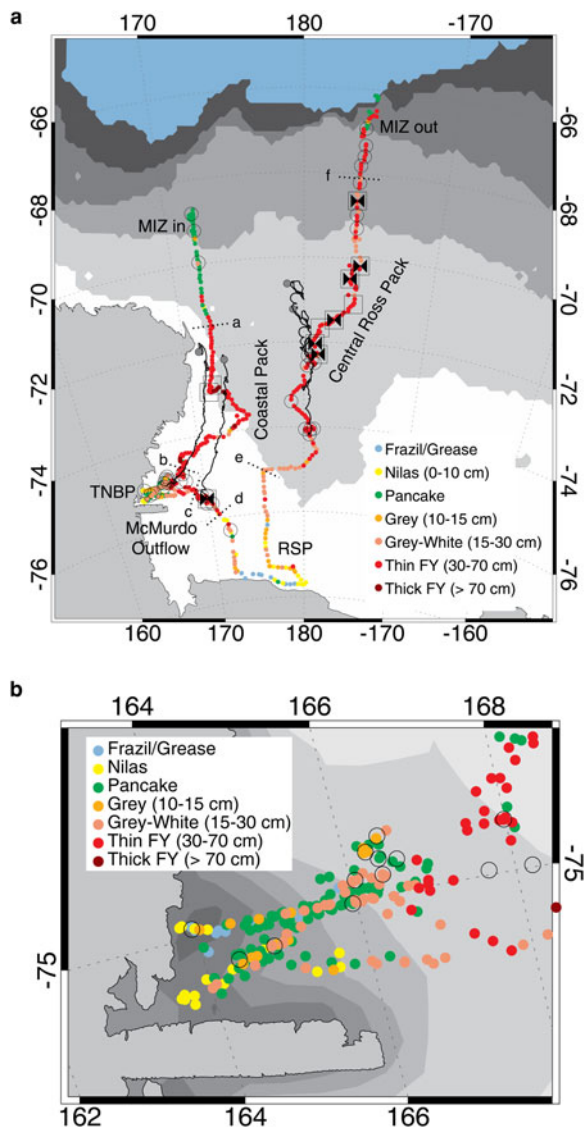 a
170
180
-170
-66
-68
-70
-72
-74
-76
-66
-68
-70
-72
-74
-76
MIZ out
f
MIZ in
a
Central Ross Pack
Coastal Pack
b
e
TNBP
c
d
McMurdo
Outflow
RSP
Frazil/Grease
Nilas (0-10 cm)
Pancake
Grey (10-15 cm)
Grey-White (15-30 cm)
Thin FY (30-70 cm)
Thick FY (> 70 cm)
160
170
180
-170
-160
b
164
166
168
Frazil/Grease
Nilas
Pancake
Grey (10-15 cm)
Grey-White (15-30 cm)
Thin FY (30-70 cm)
Thick FY (> 70 cm)
-75
-75
162
164
166